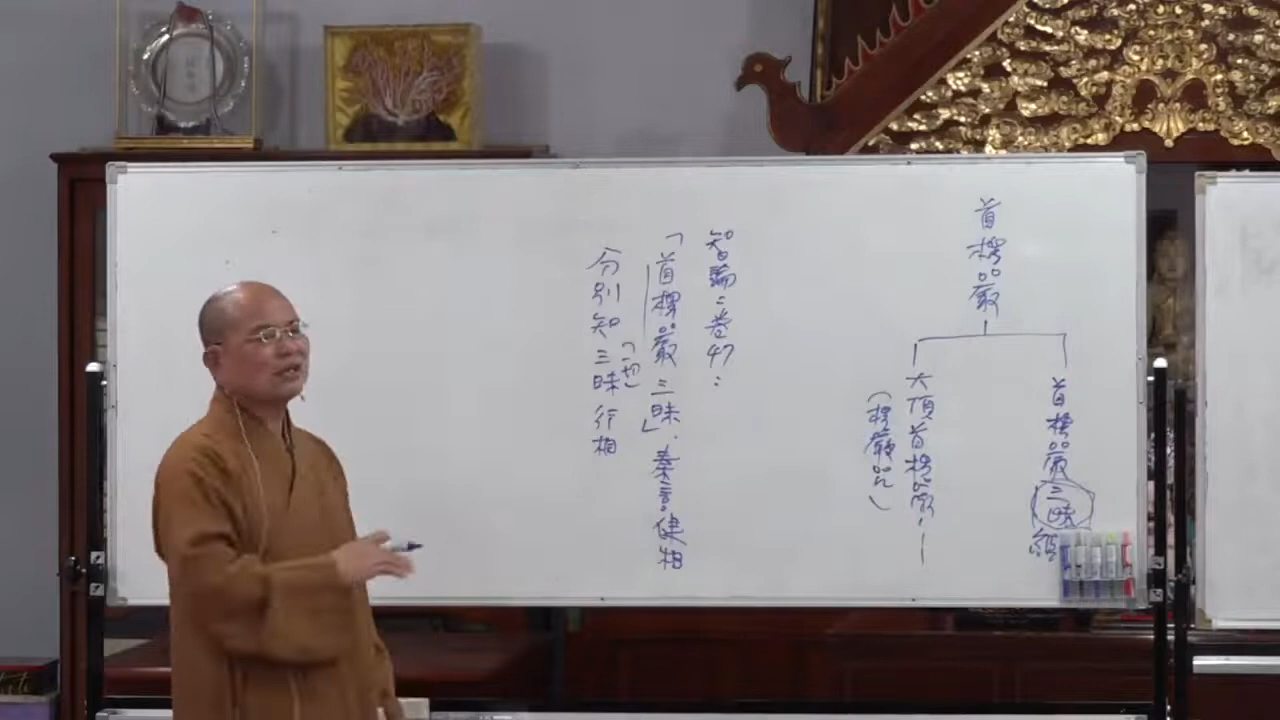 首楞嚴
首楞嚴三昧經
大頂首楞嚴——
(楞嚴咒)
智論:卷47:
「首楞嚴三昧」.秦言健相
分別知三昧行相
(一切)